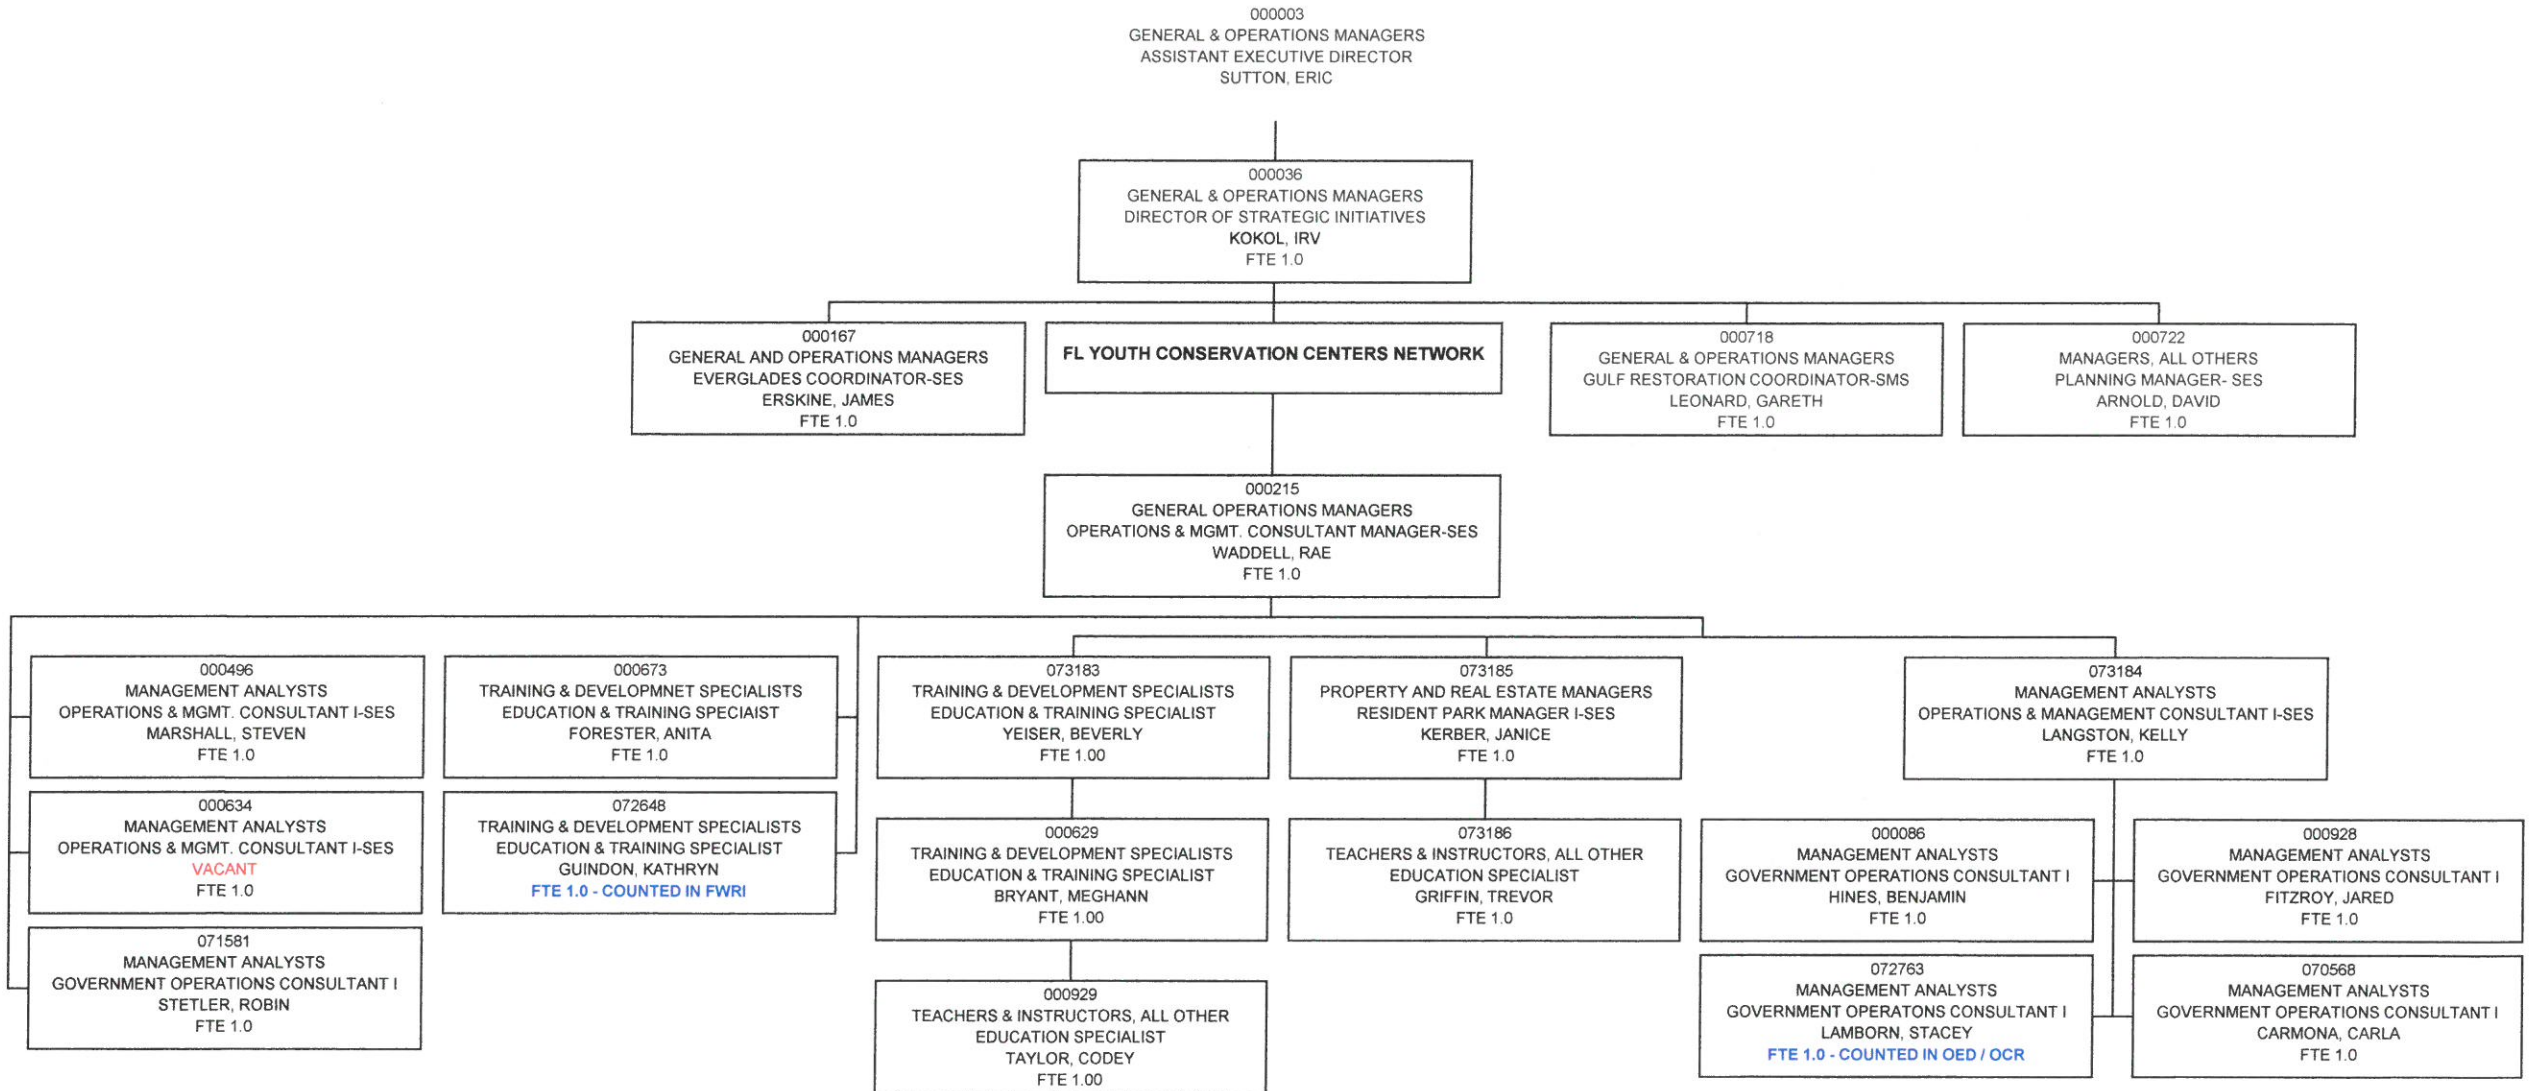 000003
GENERAL & OPERATIONS MANAGERS
ASSISTANT EXECUTIVE DIRECTOR
SUTTON, ERIC
000036
GENERAL & OPERATIONS MANAGERS
DIRECTOR OF STRATEGIC INITIATIVES
KOKOL, IRV
FTE 1.0
000167
GENERAL AND OPERATIONS MANAGERS
EVERGLADES COORDINATOR-SES
ERSKINE, JAMES
FTE 1.0
FL YOUTH CONSERVATION CENTERS NETWORK
000718
GENERAL & OPERATIONS MANAGERS
GULF RESTORATION COORDINATOR-SMS
LEONARD, GARETH
FTE 1.0
000722
MANAGERS, ALL OTHERS
PLANNING MANAGER- SES
ARNOLD, DAVID
FTE 1.0
000215
GENERAL OPERATIONS MANAGERS
OPERATIONS & MGMT. CONSULTANT MANAGER-SES
WADDELL, RAE
FTE 1.0
000496
MANAGEMENT ANALYSTS
OPERATIONS & MGMT. CONSULTANT I-SES
MARSHALL, STEVEN
FTE 1.0
000673
TRAINING & DEVELOPMNET SPECIALISTS
EDUCATION & TRAINING SPECIAIST
FORESTER, ANITA
FTE 1.0
073183
TRAINING & DEVELOPMENT SPECIALISTS
EDUCATION & TRAINING SPECIALIST
YEISER, BEVERLY
FTE 1.00
073185
PROPERTY AND REAL ESTATE MANAGERS
RESIDENT PARK MANAGER I-SES
KERBER, JANICE
FTE 1.0
073184
MANAGEMENT ANALYSTS
OPERATIONS & MANAGEMENT CONSULTANT I-SES
LANGSTON, KELLY
FTE 1.0
000634
MANAGEMENT ANALYSTS
OPERATIONS & MGMT. CONSULTANT I-SES
VACANT
FTE 1.0
072648
TRAINING & DEVELOPMENT SPECIALISTS
EDUCATION & TRAINING SPECIALIST
GUINDON, KATHRYN
FTE 1.0 - COUNTED IN FWRI
000629
TRAINING & DEVELOPMENT SPECIALISTS
EDUCATION & TRAINING SPECIALIST
BRYANT, MEGHANN
FTE 1.00
073186
TEACHERS & INSTRUCTORS, ALL OTHER
EDUCATION SPECIALIST
GRIFFIN, TREVOR
FTE 1.0
000086
MANAGEMENT ANALYSTS
GOVERNMENT OPERATIONS CONSULTANT I
HINES, BENJAMIN
FTE 1.0
000928
MANAGEMENT ANALYSTS
GOVERNMENT OPERATIONS CONSULTANT I
FITZROY, JARED
FTE 1.0
071581
MANAGEMENT ANALYSTS
GOVERNMENT OPERATIONS CONSULTANT I
STETLER, ROBIN
FTE 1.0
000929
TEACHERS & INSTRUCTORS, ALL OTHER
EDUCATION SPECIALIST
TAYLOR, CODEY
FTE 1.00
072763
MANAGEMENT ANALYSTS
GOVERNMENT OPERATONS CONSULTANT I
LAMBORN, STACEY
FTE 1.0 - COUNTED IN OED / OCR
070568
MANAGEMENT ANALYSTS
GOVERNMENT OPERATIONS CONSULTANT I
CARMONA, CARLA
FTE 1.0